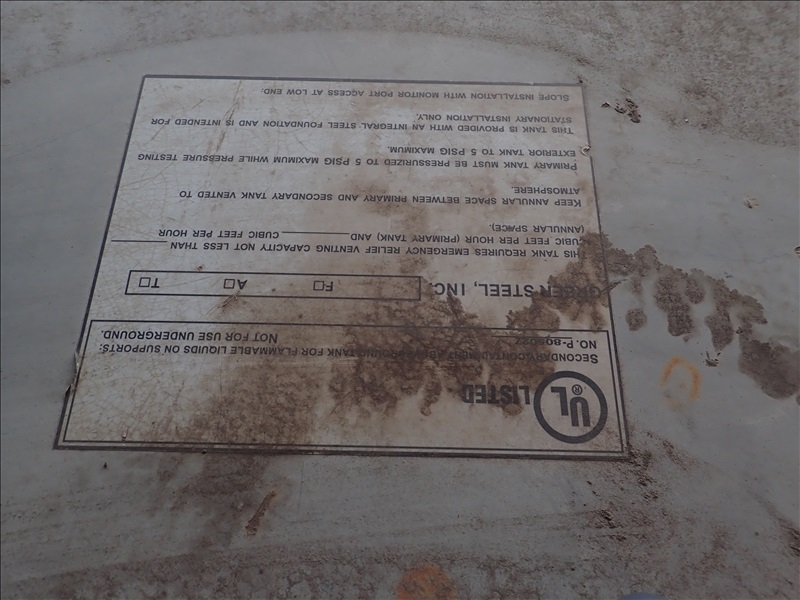 UL® LISTED
SECONDARY CONTAINMENT ABOVEGROUND TANK FOR FLAMMABLE LIQUIDS ON SUPPORTS:
NO. P- NOT FOR USE UNDERGROUND.
GREEN STEEL, INC. F☐ A☐ T☐
THIS TANK REQUIRES EMERGENCY RELIEF VENTING CAPACITY NOT LESS THAN
CUBIC FEET PER HOUR (PRIMARY TANK) AND CUBIC FEET PER HOUR
(ANNULAR SPACE).
KEEP ANNULAR SPACE BETWEEN PRIMARY AND SECONDARY TANK VENTED TO
ATMOSPHERE.
PRIMARY TANK MUST BE PRESSURIZED TO 5 PSIG MAXIMUM WHILE PRESSURE TESTING
EXTERIOR TANK TO 5 PSIG MAXIMUM.
THIS TANK IS PROVIDED WITH AN INTEGRAL STEEL FOUNDATION AND IS INTENDED FOR
STATIONARY INSTALLATION ONLY.
SLOPE INSTALLATION WITH MONITOR PORT ACCESS AT LOW END.